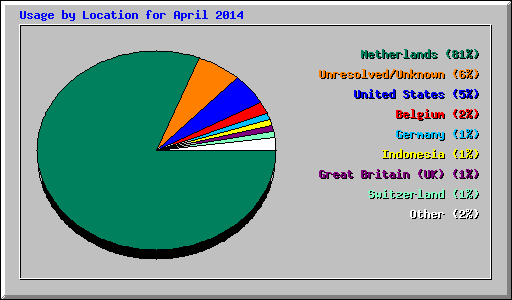 Usage by Location for April 2014
Netherlands (81%)
Unresolved/Unknown (6%)
United States (5%)
Belgium (2%)
Germany (1%)
Indonesia (1%)
Great Britain (UK) (1%)
Switzerland (1%)
Other (2%)